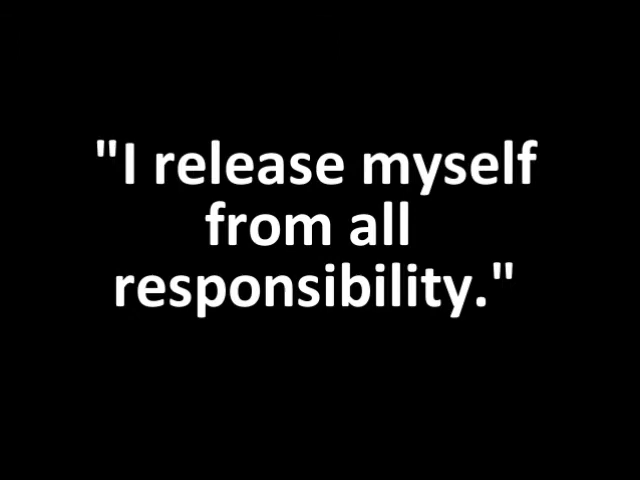 "I release myself
from all
responsibility."